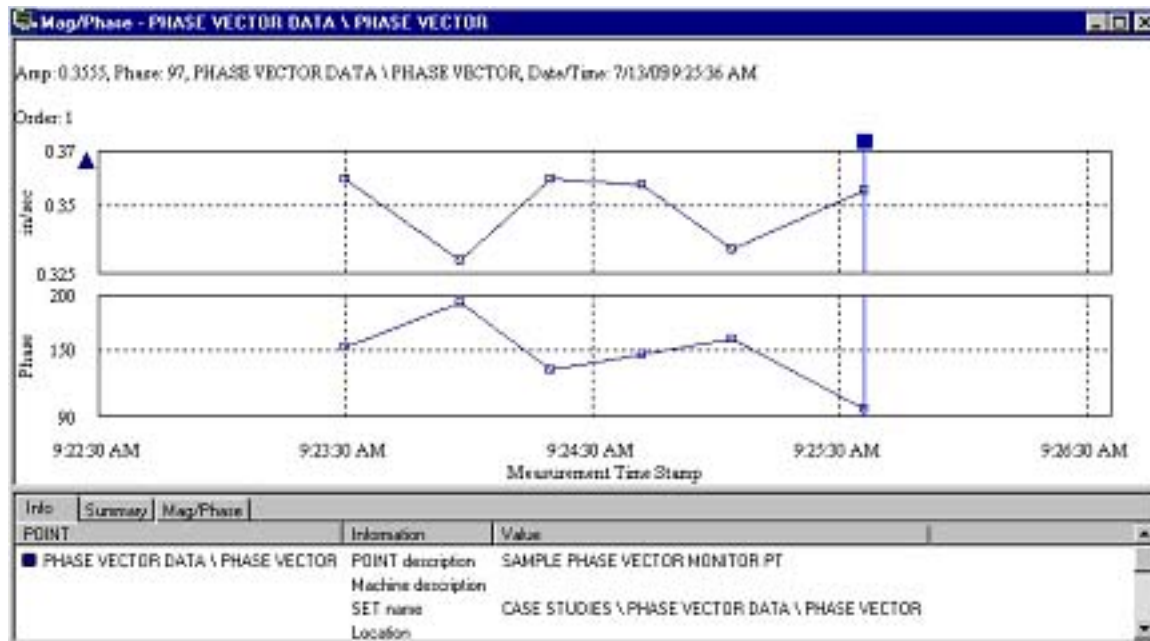 Mag/Phase - PHASE VECTOR DATA \ PHASE VECTOR
Amp: 0.3555, Phase: 97, PHASE VECTOR DATA \ PHASE VECTOR, Date/Time: 7/13/09 9:25:36 AM
Order: 1
0.37
0.35
0.325
in/sec
200
150
90
Phase
9:22:30 AM 9:23:30 AM 9:24:30 AM 9:25:30 AM 9:26:30 AM
Measurement Time Stamp
Info Summary Mag/Phase
POINT Information Value
PHASE VECTOR DATA \ PHASE VECTOR POINT description SAMPLE PHASE VECTOR MONITOR PT
Machine description
SET name CASE STUDIES \ PHASE VECTOR DATA \ PHASE VECTOR
Location